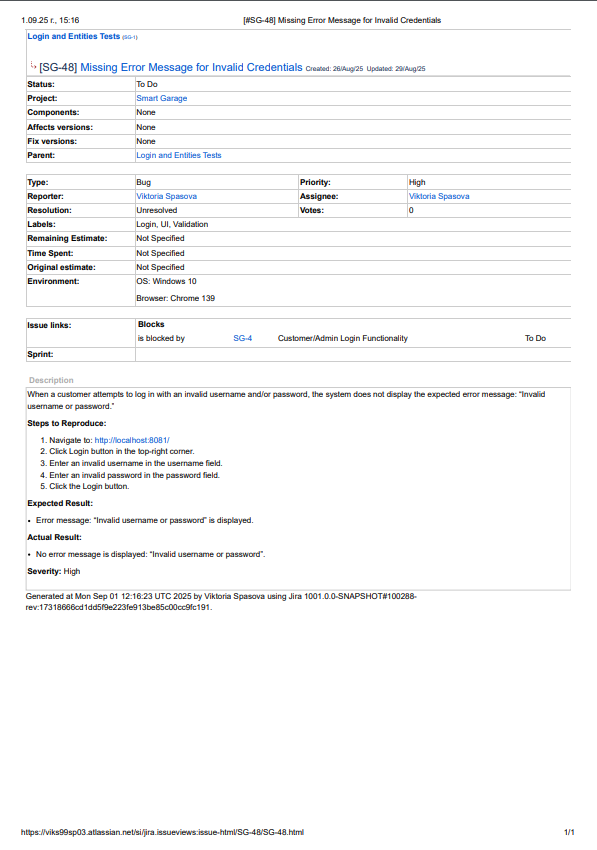 1.09.25 г., 15:16 [#SG-48] Missing Error Message for Invalid Credentials
Login and Entities Tests (SG-1)
[SG-48] Missing Error Message for Invalid Credentials Created: 26/Aug/25 Updated: 29/Aug/25
Status: To Do
Project: Smart Garage
Components: None
Affects versions: None
Fix versions: None
Parent: Login and Entities Tests
Type: Bug Priority: High
Reporter: Viktoria Spasova Assignee: Viktoria Spasova
Resolution: Unresolved Votes: 0
Labels: Login, UI, Validation
Remaining Estimate: Not Specified
Time Spent: Not Specified
Original estimate: Not Specified
Environment: OS: Windows 10
Browser: Chrome 139
Issue links: Blocks
is blocked by SG-4 Customer/Admin Login Functionality To Do
Sprint:
Description
When a customer attempts to log in with an invalid username and/or password, the system does not display the expected error message: “Invalid
username or password.”
Steps to Reproduce:
1. Navigate to: http://localhost:8081/
2. Click Login button in the top-right corner.
3. Enter an invalid username in the username field.
4. Enter an invalid password in the password field.
5. Click the Login button.
Expected Result:
• Error message: “Invalid username or password” is displayed.
Actual Result:
• No error message is displayed: “Invalid username or password”.
Severity: High
Generated at Mon Sep 01 12:16:23 UTC 2025 by Viktoria Spasova using Jira 1001.0.0-SNAPSHOT#100288-
rev:17318666cd1dd5f9e223fe913be85c00cc9fc191.
https://viks99sp03.atlassian.net/si/jira.issueviews:issue-html/SG-48/SG-48.html 1/1